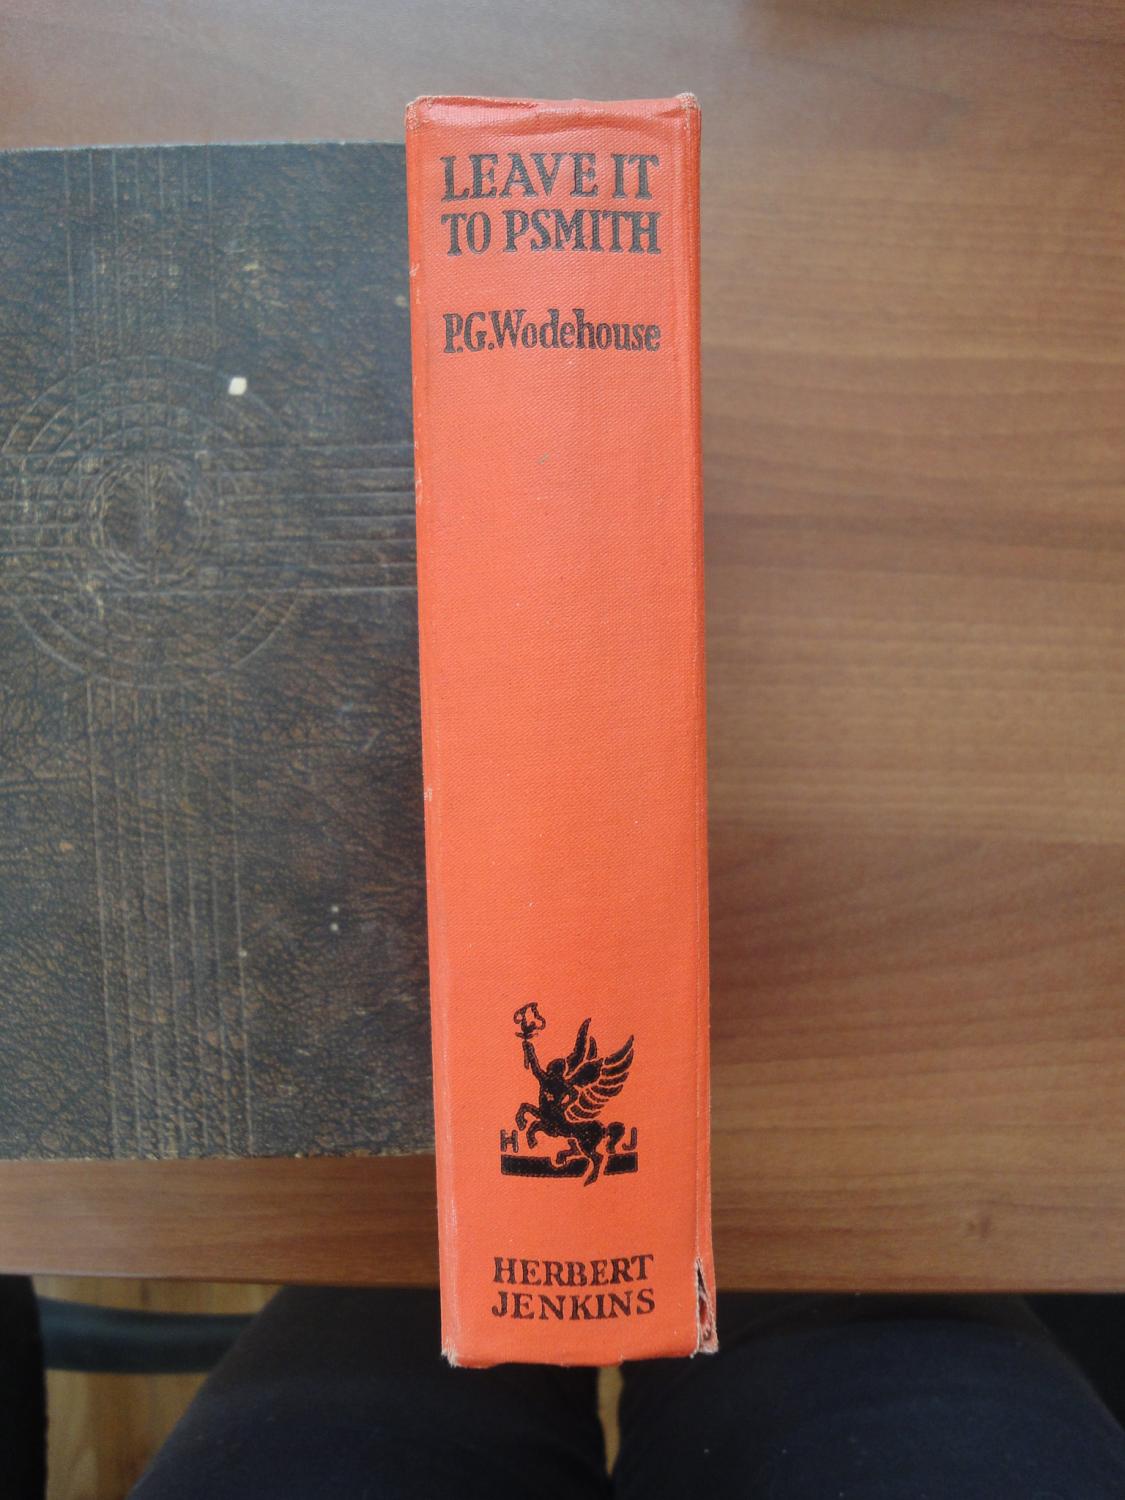 LEAVE IT
TO PSMITH
P.G.Wodehouse
H J
HERBERT
JENKINS